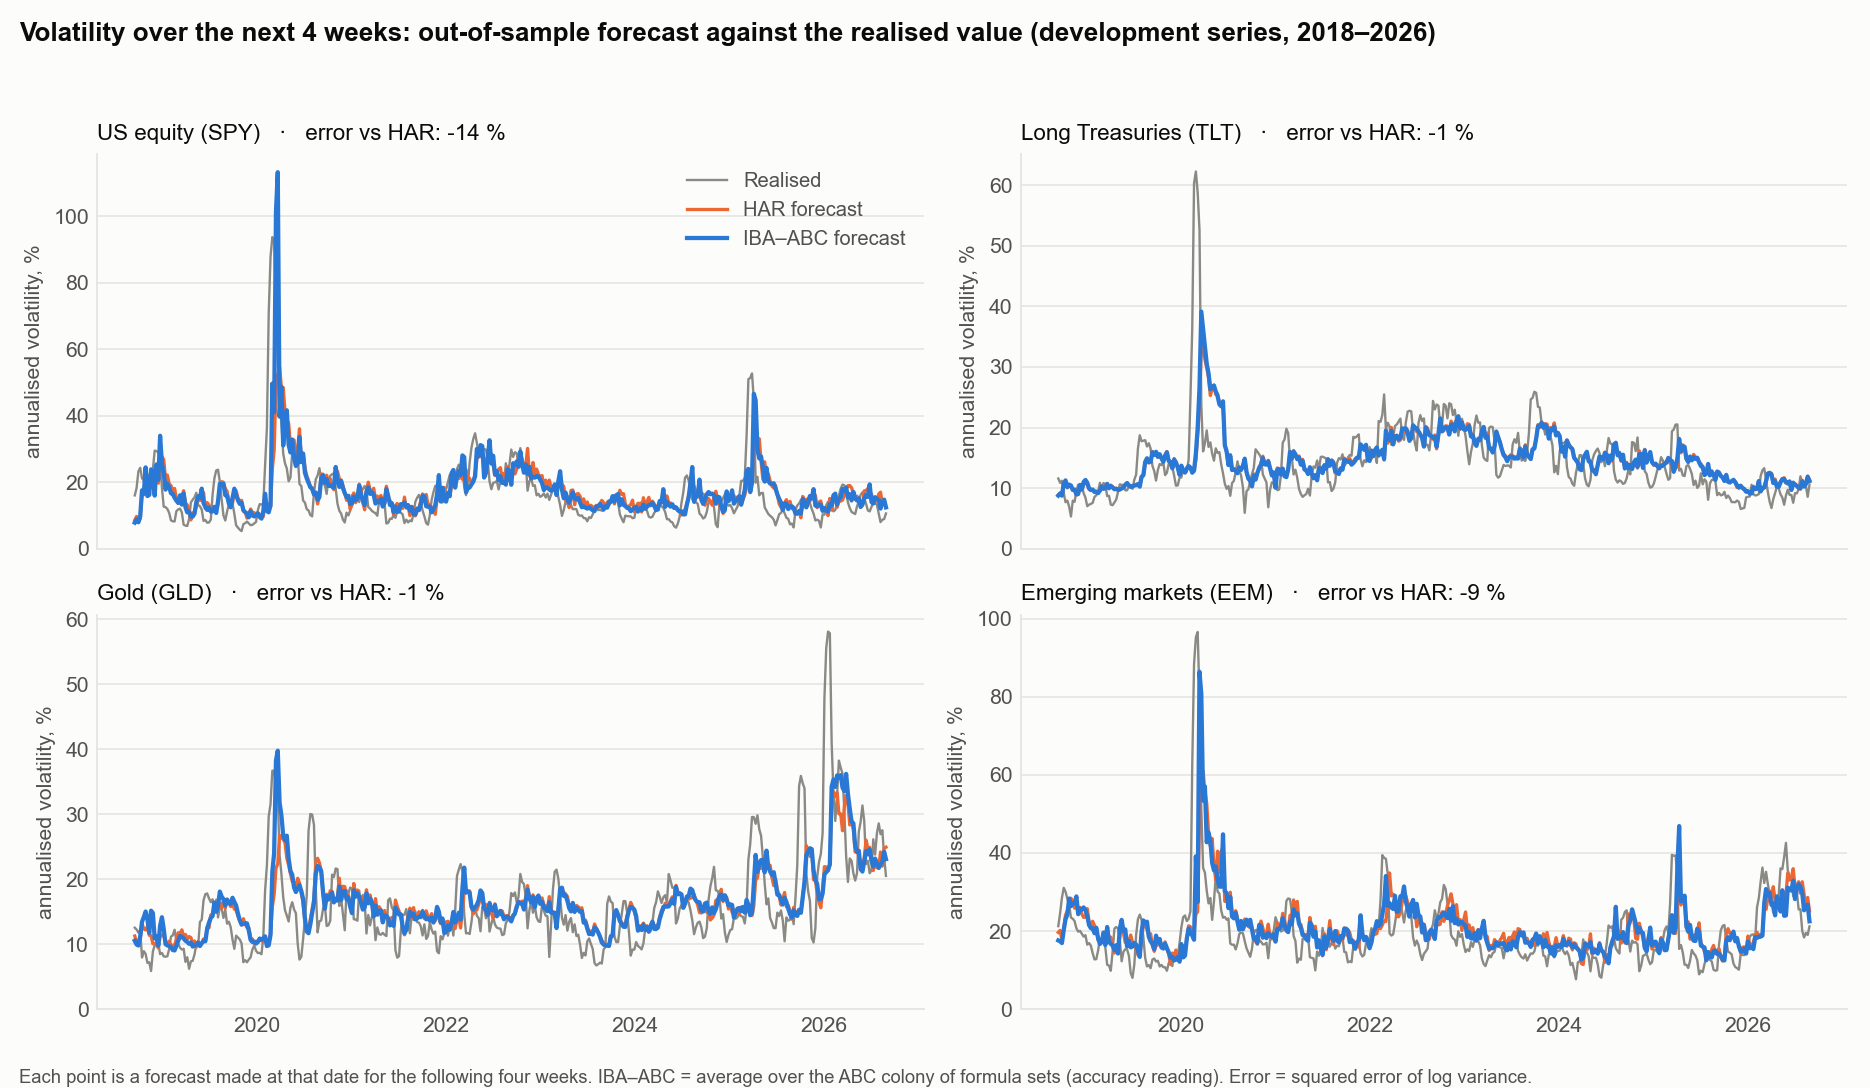 Volatility over the next 4 weeks: out-of-sample forecast against the realised value (development series, 2018–2026)
US equity (SPY) · error vs HAR: -14 %
annualised volatility, %
100
80
60
40
20
0
Realised
HAR forecast
IBA–ABC forecast
Long Treasuries (TLT) · error vs HAR: -1 %
annualised volatility, %
60
50
40
30
20
10
0
Gold (GLD) · error vs HAR: -1 %
annualised volatility, %
60
50
40
30
20
10
0
2020 2022 2024 2026
Emerging markets (EEM) · error vs HAR: -9 %
annualised volatility, %
100
80
60
40
20
0
2020 2022 2024 2026
Each point is a forecast made at that date for the following four weeks. IBA–ABC = average over the ABC colony of formula sets (accuracy reading). Error = squared error of log variance.